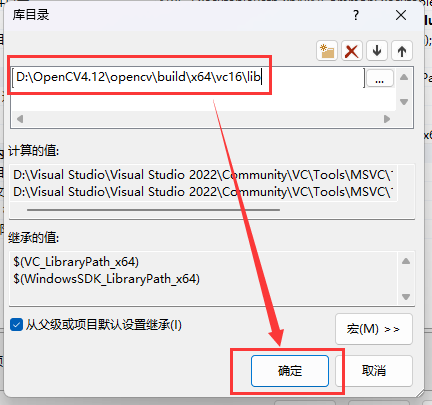 库目录
?
D:\OpenCV4.12\opencv\build\x64\vc16\lib
...
计算的值:
D:\Visual Studio\Visual Studio 2022\Community\VC\Tools\MSVC\
D:\Visual Studio\Visual Studio 2022\Community\VC\Tools\MSVC\
继承的值:
$(VC_LibraryPath_x64)
$(WindowsSDK_LibraryPath_x64)
从父级或项目默认设置继承(I)
宏(M) >>
确定
取消